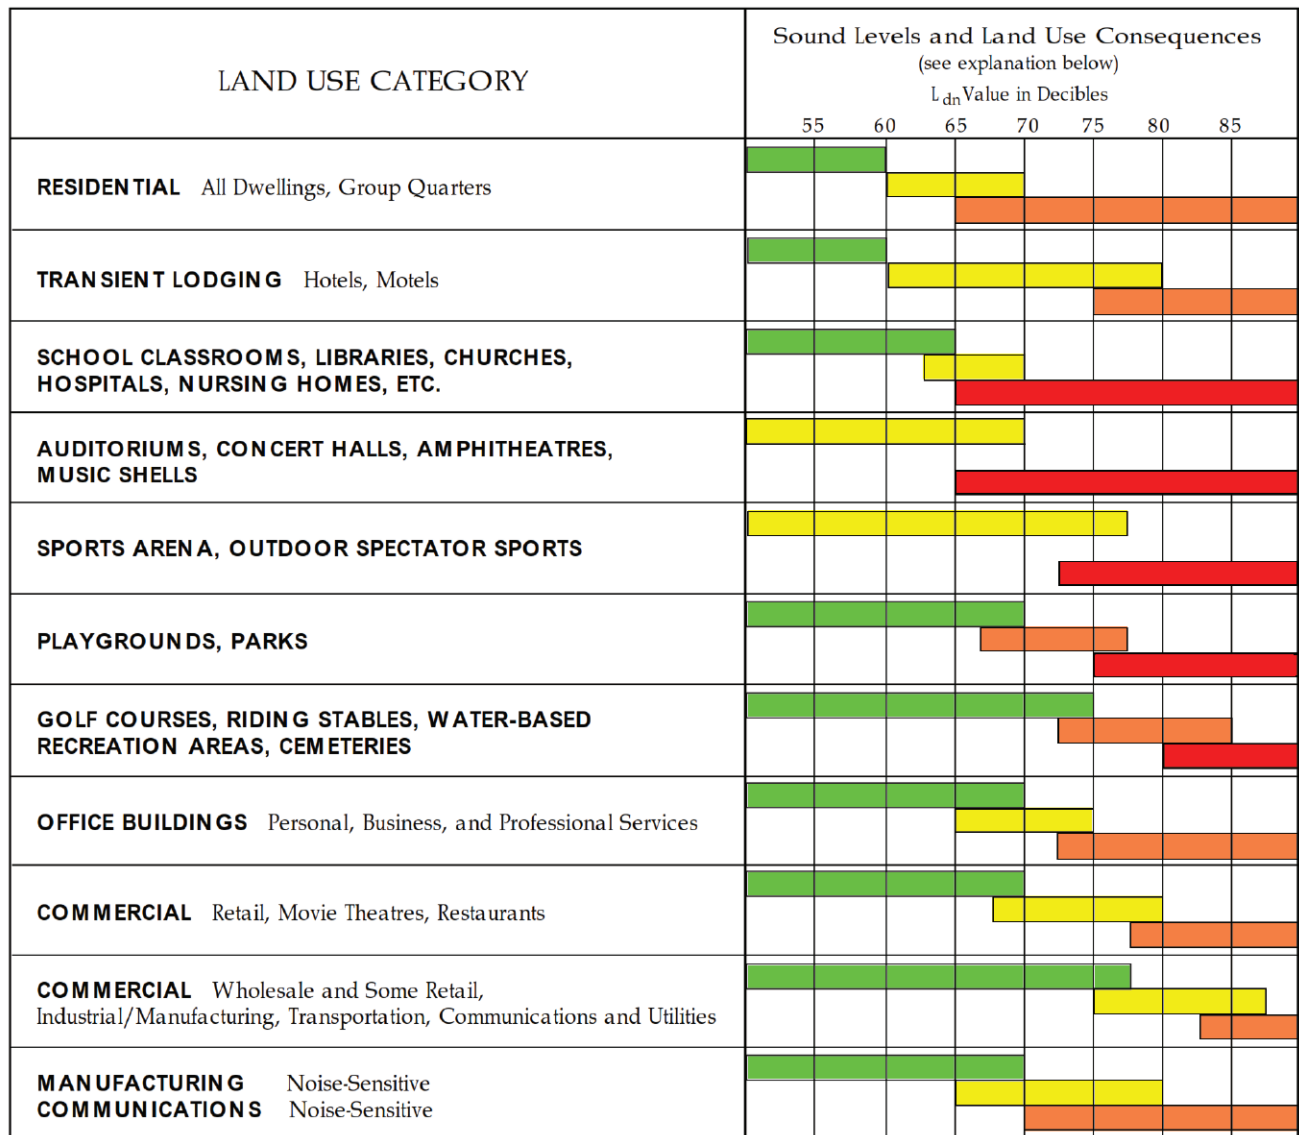 LAND USE CATEGORY
Sound Levels and Land Use Consequences
(see explanation below)
Ldn Value in Decibles
55 60 65 70 75 80 85
RESIDENTIAL All Dwellings, Group Quarters
TRANSIENT LODGING Hotels, Motels
SCHOOL CLASSROOMS, LIBRARIES, CHURCHES,
HOSPITALS, NURSING HOMES, ETC.
AUDITORIUMS, CONCERT HALLS, AMPHITHEATRES,
MUSIC SHELLS
SPORTS ARENA, OUTDOOR SPECTATOR SPORTS
PLAYGROUNDS, PARKS
GOLF COURSES, RIDING STABLES, WATER-BASED
RECREATION AREAS, CEMETERIES
OFFICE BUILDINGS Personal, Business, and Professional Services
COMMERCIAL Retail, Movie Theatres, Restaurants
COMMERCIAL Wholesale and Some Retail,
Industrial/Manufacturing, Transportation, Communications and Utilities
MANUFACTURING Noise-Sensitive
COMMUNICATIONS Noise-Sensitive